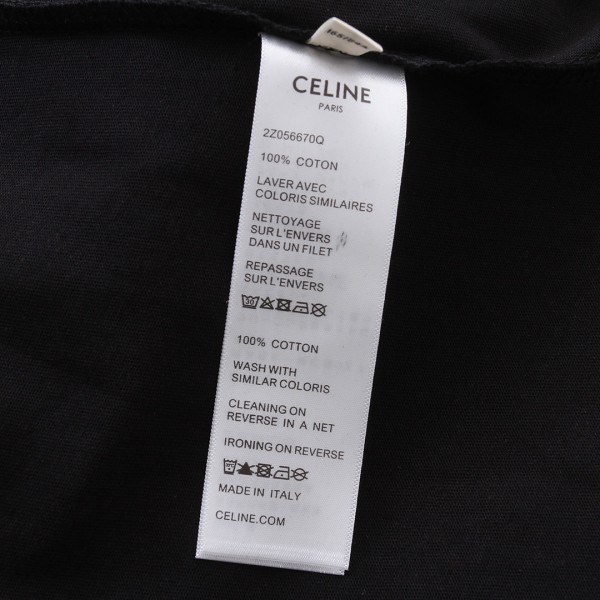 CELINE
PARIS
2Z056670Q
100% COTON
LAVER AVEC
COLORIS SIMILAIRES
NETTOYAGE
SUR L'ENVERS
DANS UN FILET
REPASSAGE
SUR L'ENVERS
30
100% COTTON
WASH WITH
SIMILAR COLORIS
CLEANING ON
REVERSE IN A NET
IRONING ON REVERSE
MADE IN ITALY
CELINE.COM